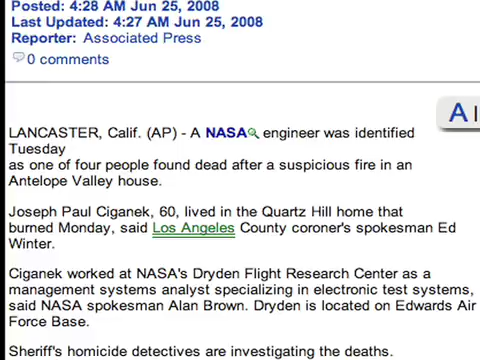 Posted: 4:28 AM Jun 25, 2008
Last Updated: 4:27 AM Jun 25, 2008
Reporter: Associated Press
0 comments
A
LANCASTER, Calif. (AP) - A NASA engineer was identified
Tuesday
as one of four people found dead after a suspicious fire in an
Antelope Valley house.
Joseph Paul Ciganek, 60, lived in the Quartz Hill home that
burned Monday, said Los Angeles County coroner's spokesman Ed
Winter.
Ciganek worked at NASA's Dryden Flight Research Center as a
management systems analyst specializing in electronic test systems,
said NASA spokesman Alan Brown. Dryden is located on Edwards Air
Force Base.
Sheriff's homicide detectives are investigating the deaths.